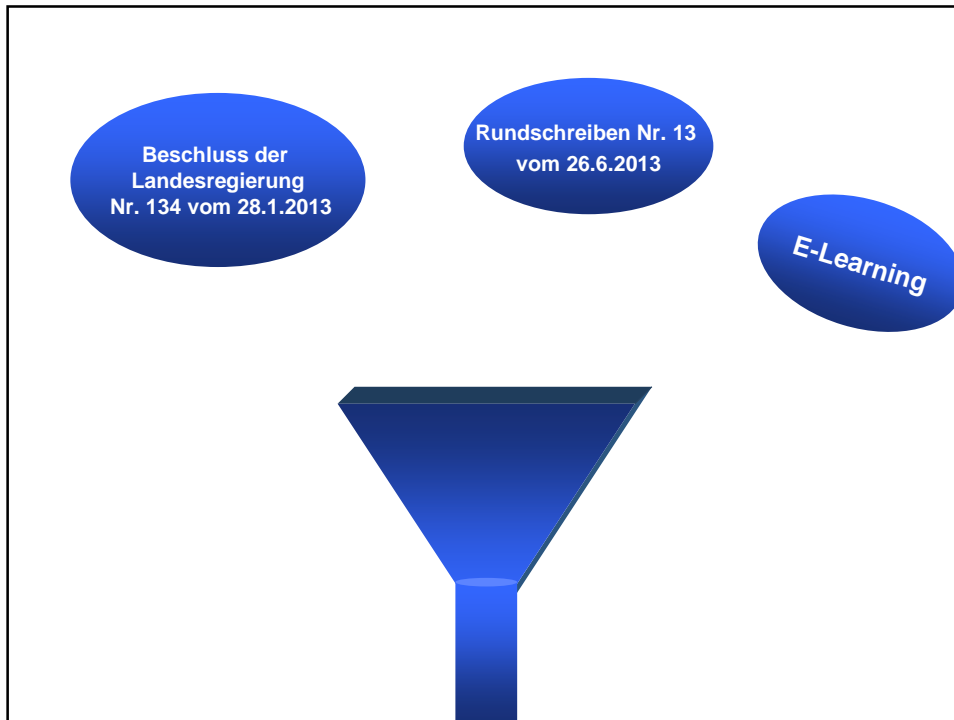 Beschluss der
Landesregierung
Nr. 134 vom 28.1.2013
Rundschreiben Nr. 13
vom 26.6.2013
E-Learning